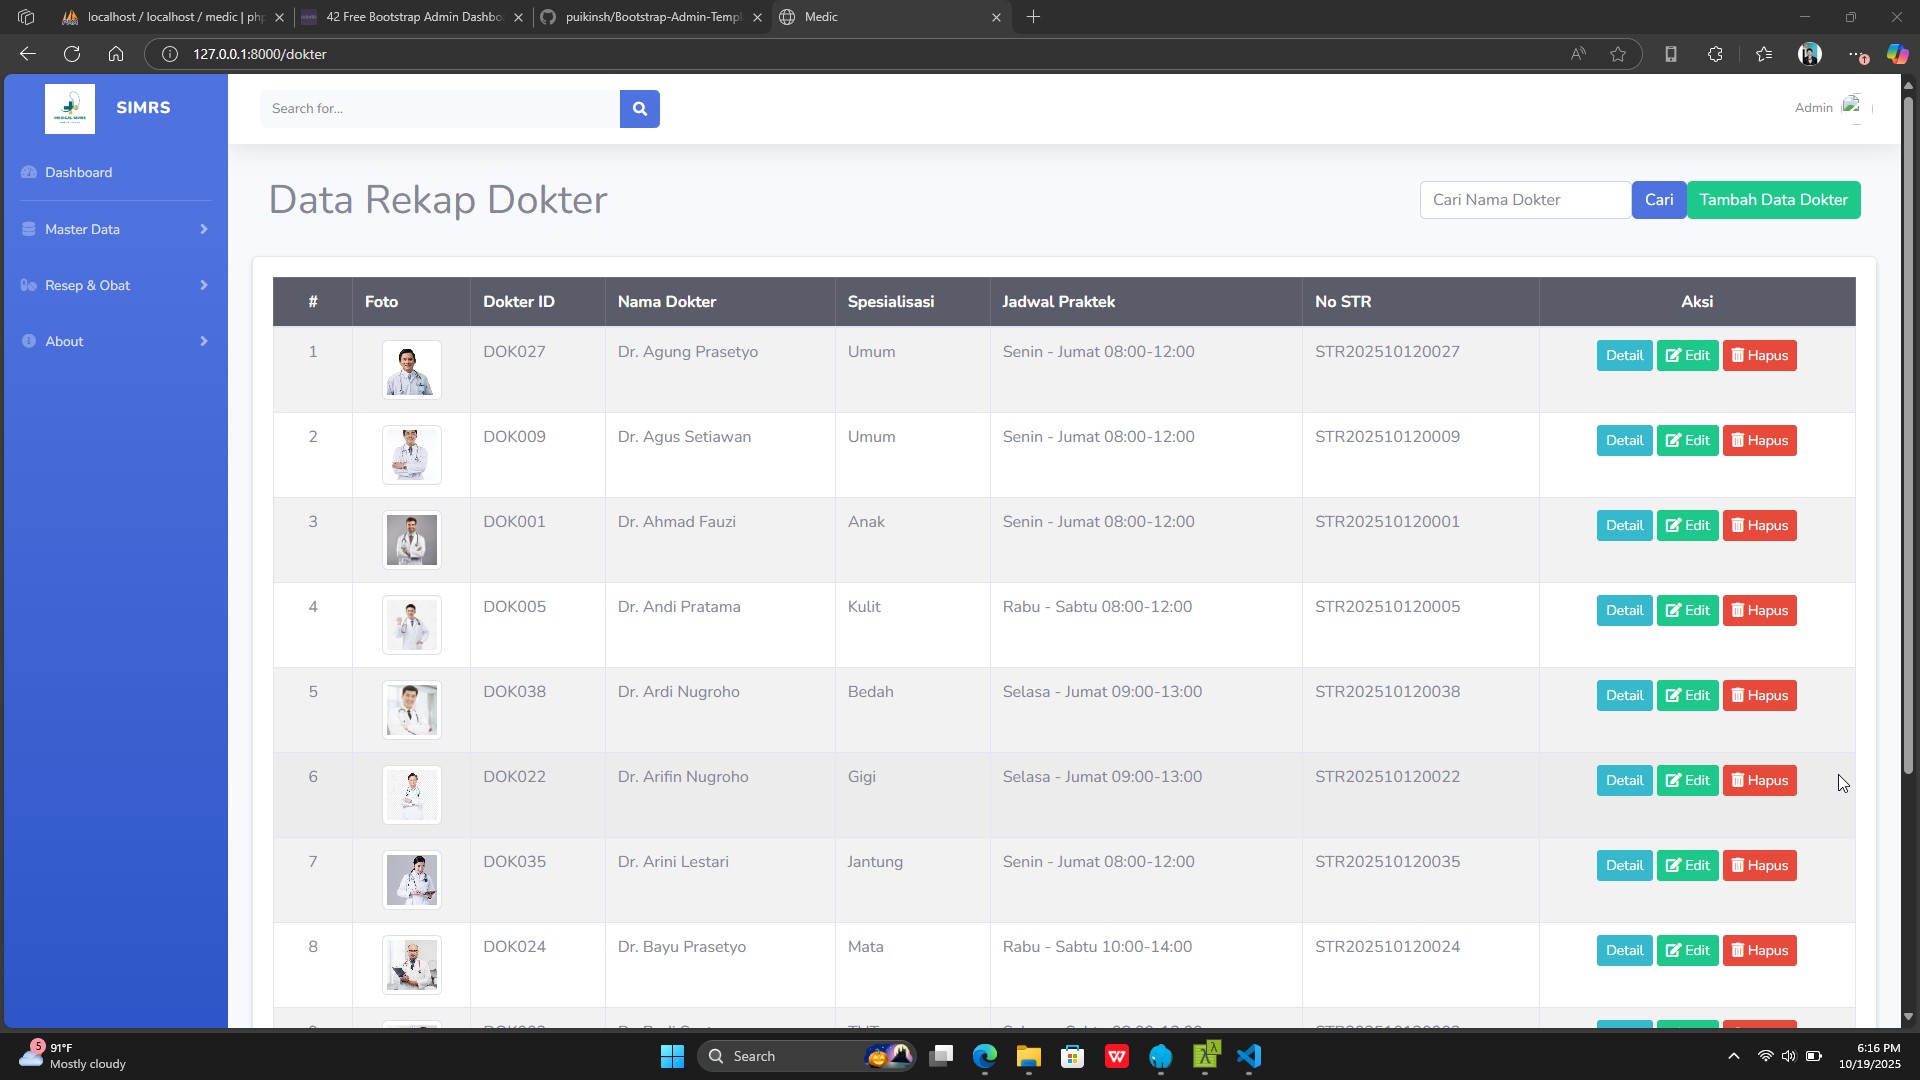 localhost / localhost / medic | php
42 Free Bootstrap Admin Dashbo
puikinsh/Bootstrap-Admin-Templ
Medic
127.0.0.1:8000/dokter
SIMRS
Search for...
Admin
Dashboard
Master Data
Resep & Obat
About
Data Rekap Dokter
Cari Nama Dokter
Cari
Tambah Data Dokter
# Foto Dokter ID Nama Dokter Spesialisasi Jadwal Praktek No STR Aksi
1 DOK027 Dr. Agung Prasetyo Umum Senin - Jumat 08:00-12:00 STR202510120027 Detail Edit Hapus
2 DOK009 Dr. Agus Setiawan Umum Senin - Jumat 08:00-12:00 STR202510120009 Detail Edit Hapus
3 DOK001 Dr. Ahmad Fauzi Anak Senin - Jumat 08:00-12:00 STR202510120001 Detail Edit Hapus
4 DOK005 Dr. Andi Pratama Kulit Rabu - Sabtu 08:00-12:00 STR202510120005 Detail Edit Hapus
5 DOK038 Dr. Ardi Nugroho Bedah Selasa - Jumat 09:00-13:00 STR202510120038 Detail Edit Hapus
6 DOK022 Dr. Arifin Nugroho Gigi Selasa - Jumat 09:00-13:00 STR202510120022 Detail Edit Hapus
7 DOK035 Dr. Arini Lestari Jantung Senin - Jumat 08:00-12:00 STR202510120035 Detail Edit Hapus
8 DOK024 Dr. Bayu Prasetyo Mata Rabu - Sabtu 10:00-14:00 STR202510120024 Detail Edit Hapus
5
91°F
Mostly cloudy
Search
6:16 PM
10/19/2025